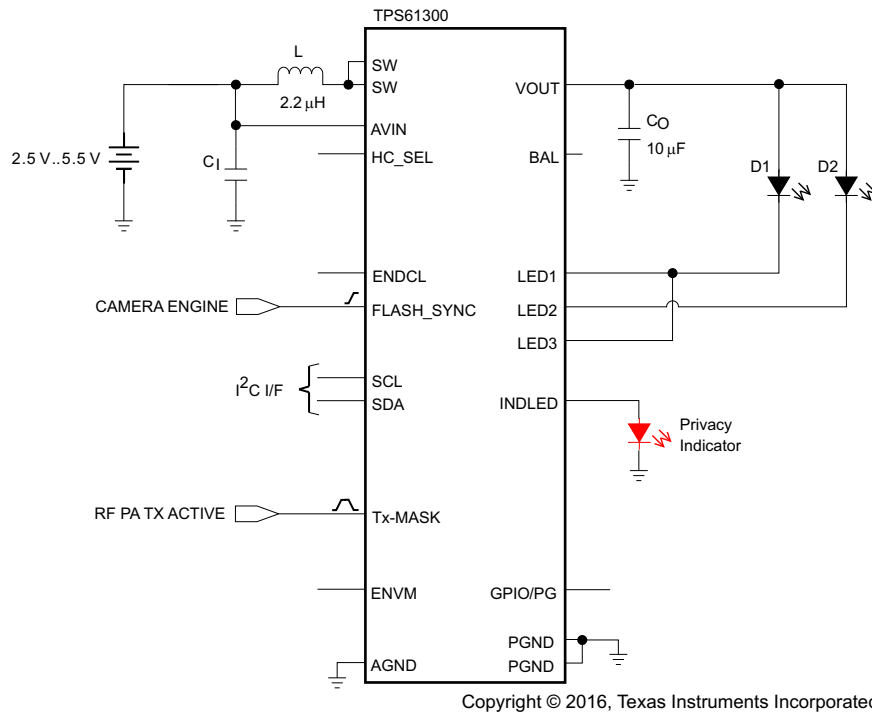 TPS61300
L
2.2 μH
SW
SW
AVIN
HC_SEL
2.5 V..5.5 V
CI
VOUT
CO
10 μF
BAL
D1
D2
ENDCL
LED1
CAMERA ENGINE
FLASH_SYNC
LED2
LED3
I2C I/F
SCL
SDA
INDLED
Privacy
Indicator
RF PA TX ACTIVE
Tx-MASK
ENVM
GPIO/PG
PGND
AGND
PGND
Copyright © 2016, Texas Instruments Incorporated